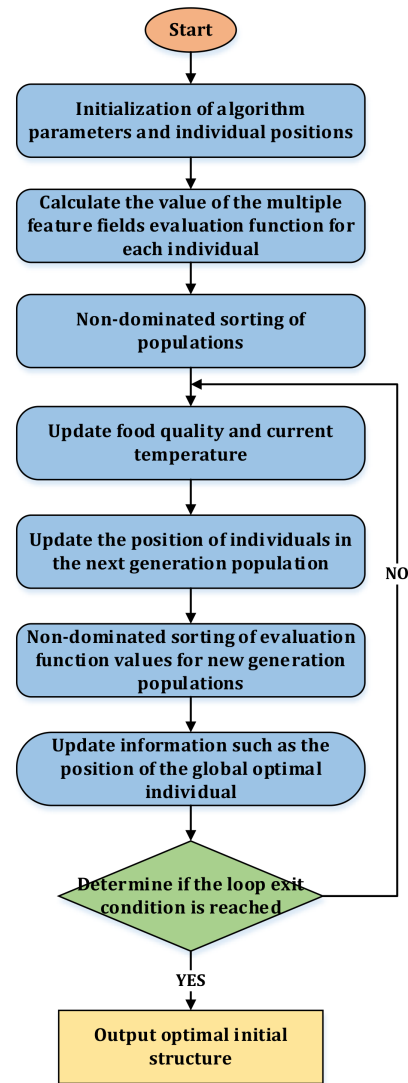 Start
Initialization of algorithm
parameters and individual positions
Calculate the value of the multiple
feature fields evaluation function for
each individual
Non-dominated sorting of
populations
Update food quality and current
temperature
Update the position of individuals in
the next generation population
NO
Non-dominated sorting of evaluation
function values for new generation
populations
Update information such as the
position of the global optimal
individual
Determine if the loop exit
condition is reached
YES
Output optimal initial
structure